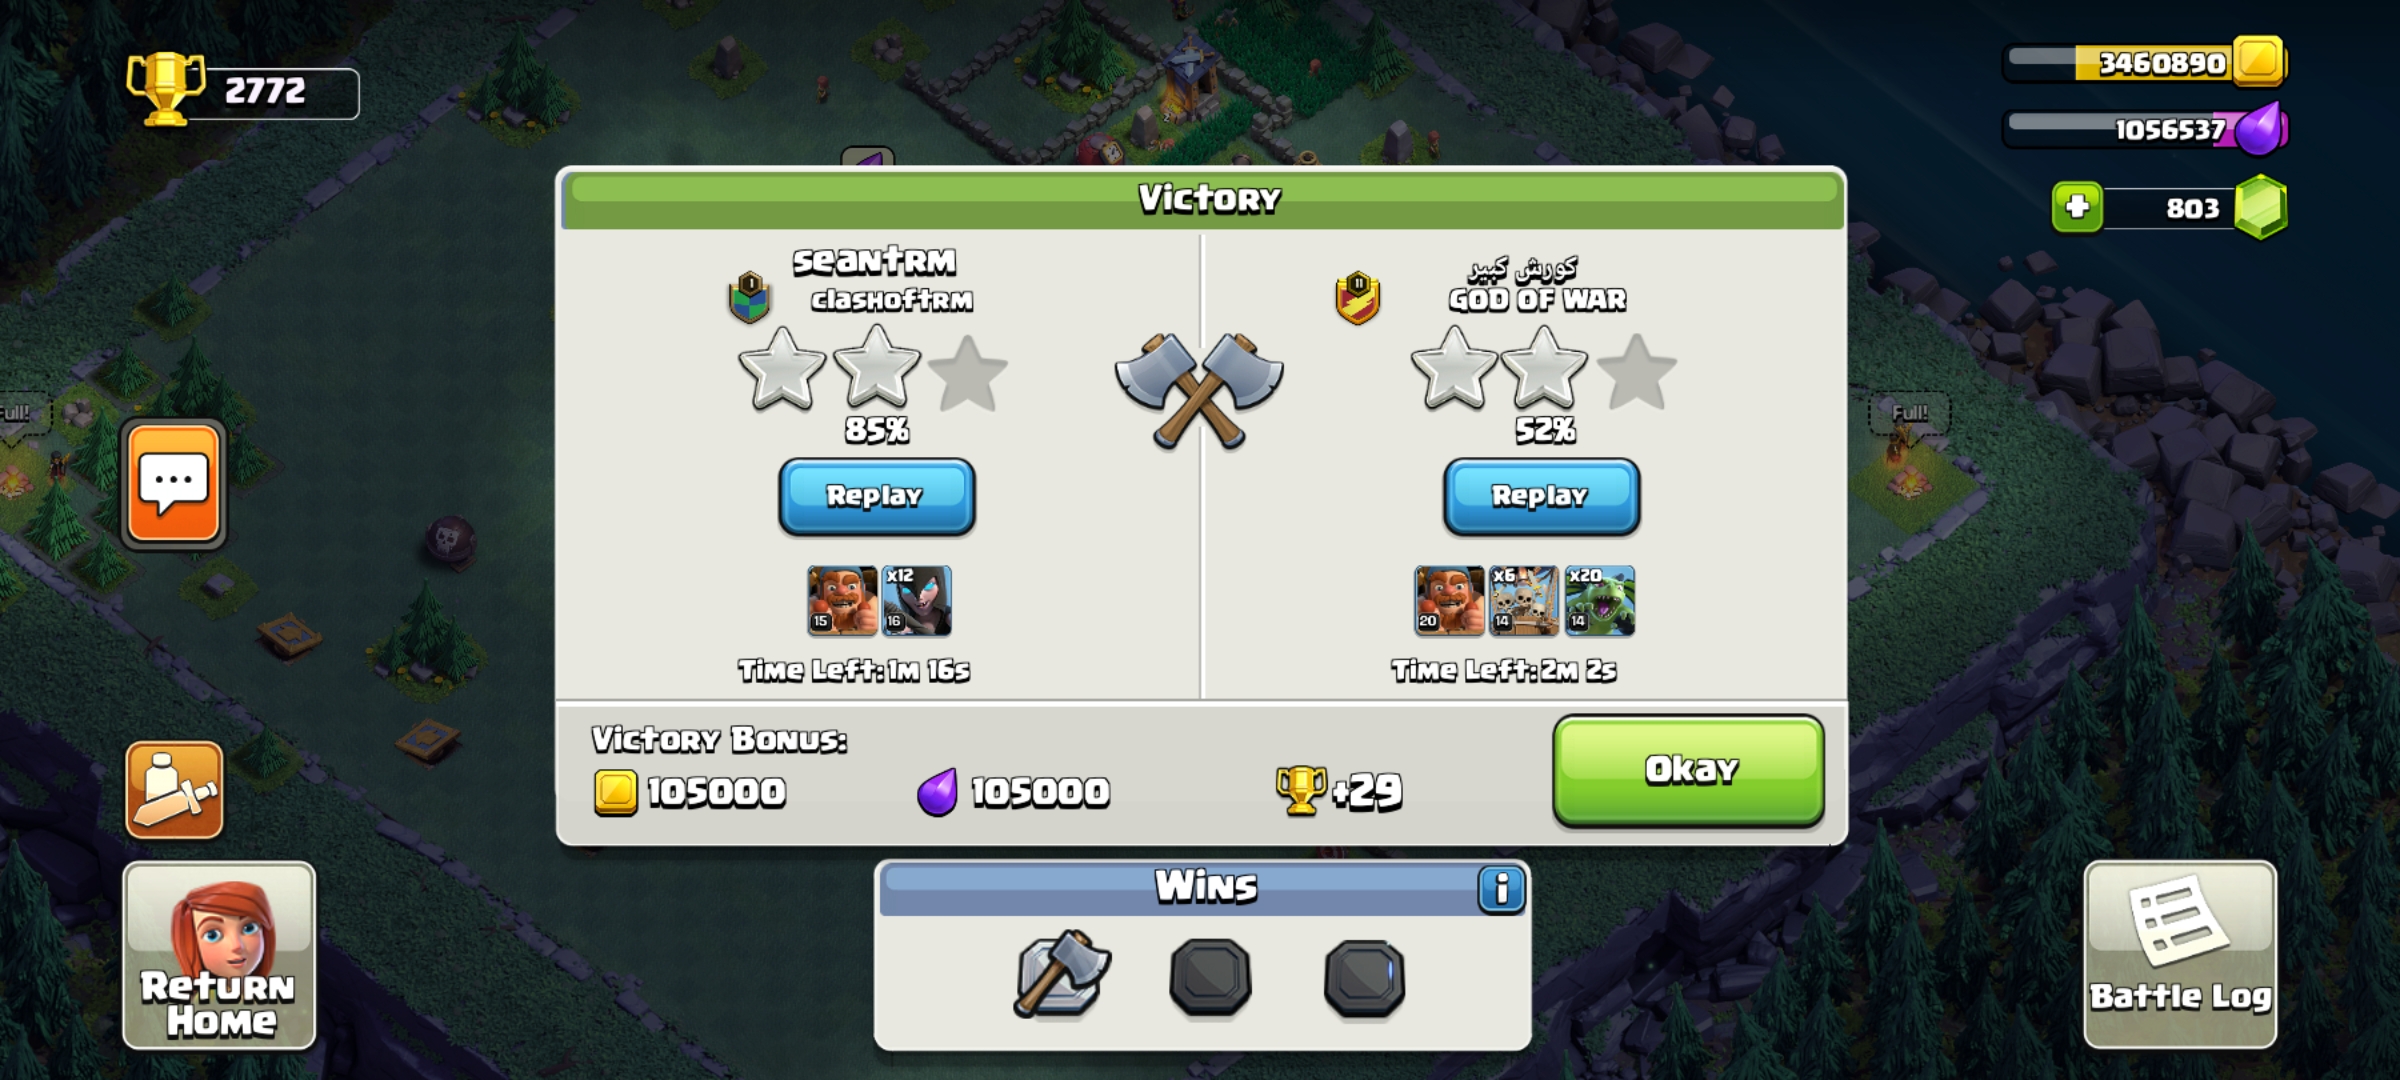 2772
3460890
1056537
803
Victory
seantRM
clashoftRM
كورش كبير
GOD OF WAR
85%
52%
Replay
Replay
15
x12
16
20
x6
14
x20
14
Time Left: 1m 16s
Time Left: 2m 2s
Full!
Full!
Victory Bonus:
105000
105000
+29
Okay
Wins
Return
Home
Battle Log